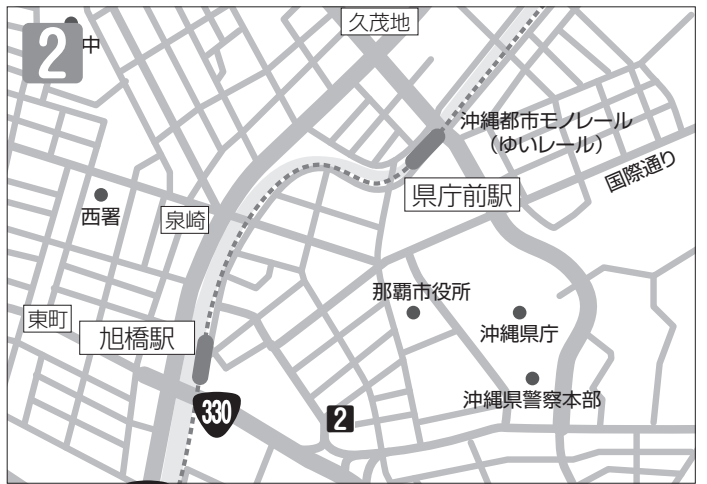 久茂地
2
中
沖縄都市モノレール
（ゆいレール）
国際通り
県庁前駅
西署
泉崎
那覇市役所
東町
旭橋駅
沖縄県庁
沖縄県警察本部
330
2